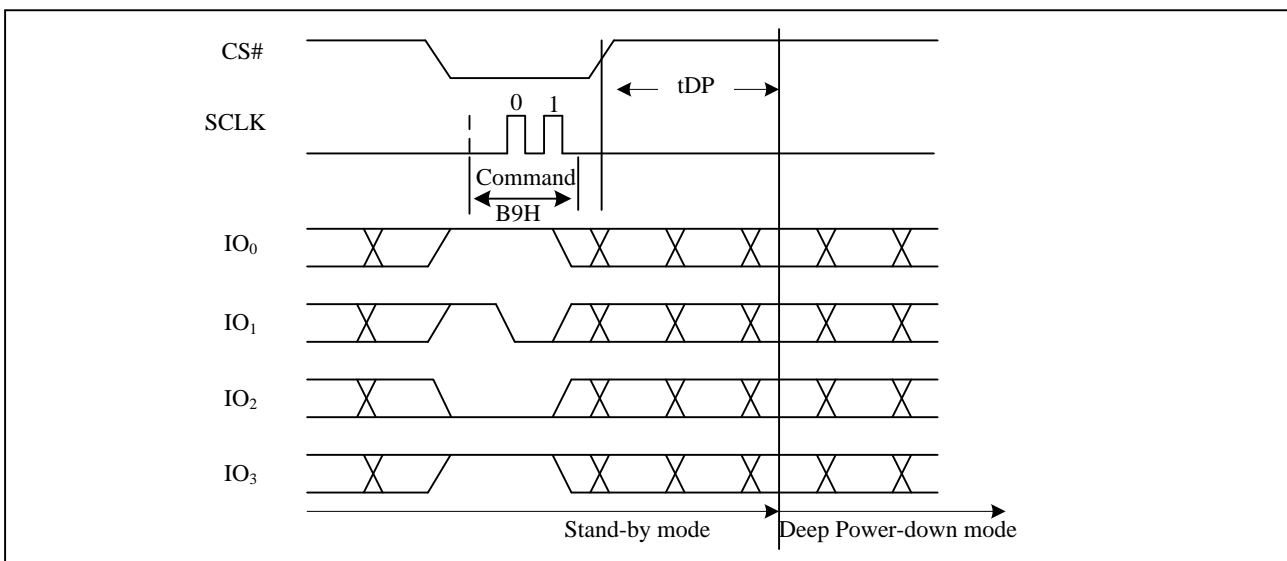 CS#
tDP
SCLK
0 1
Command
B9H
IO₀
IO₁
IO₂
IO₃
Stand-by mode
Deep Power-down mode